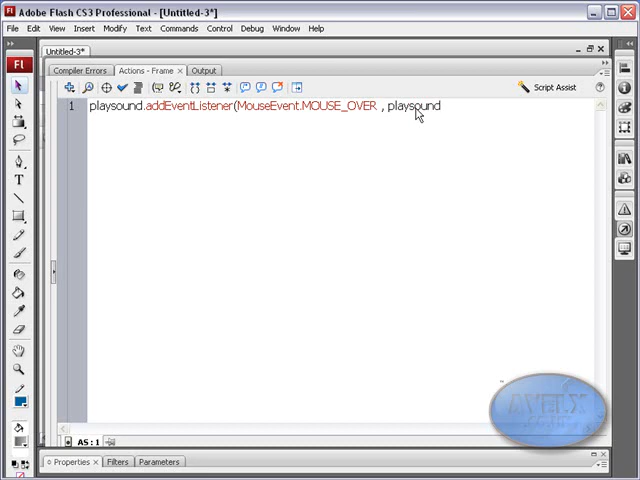 Adobe Flash CS3 Professional - [Untitled-3*]
File Edit View Insert Modify Text Commands Control Debug Window Help
Fl
Untitled-3*
Compiler Errors Actions - Frame Output
Script Assist
1 playsound.addEventListener(MouseEvent.MOUSE_OVER , playsound
T
AS : 1
Properties Filters Parameters